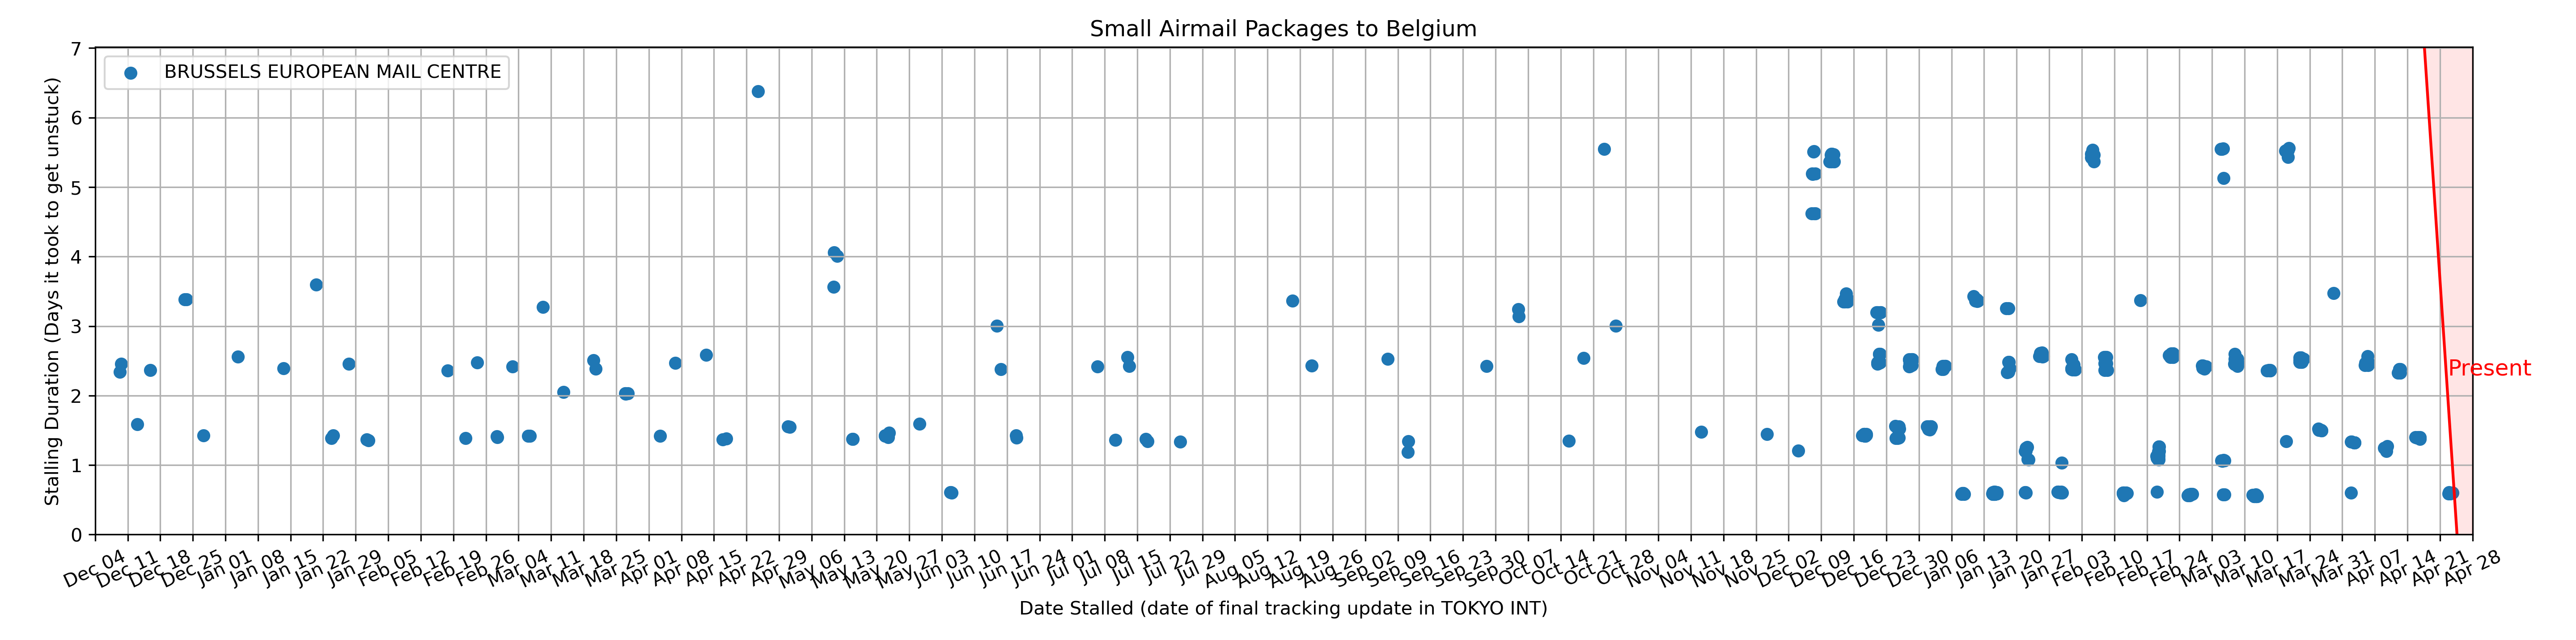 Small Airmail Packages to Belgium
BRUSSELS EUROPEAN MAIL CENTRE
Stalling Duration (Days it took to get unstuck)
7
6
5
4
3
2
1
0
Present
Dec 04
Dec 11
Dec 18
Dec 25
Jan 01
Jan 08
Jan 15
Jan 22
Jan 29
Feb 05
Feb 12
Feb 19
Feb 26
Mar 04
Mar 11
Mar 18
Mar 25
Apr 01
Apr 08
Apr 15
Apr 22
Apr 29
May 06
May 13
May 20
May 27
Jun 03
Jun 10
Jun 17
Jun 24
Jul 01
Jul 08
Jul 15
Jul 22
Jul 29
Aug 05
Aug 12
Aug 19
Aug 26
Sep 02
Sep 09
Sep 16
Sep 23
Sep 30
Oct 07
Oct 14
Oct 21
Oct 28
Nov 04
Nov 11
Nov 18
Nov 25
Dec 02
Dec 09
Dec 16
Dec 23
Dec 30
Jan 06
Jan 13
Jan 20
Jan 27
Feb 03
Feb 10
Feb 17
Feb 24
Mar 03
Mar 10
Mar 17
Mar 24
Mar 31
Apr 07
Apr 14
Apr 21
Apr 28
Date Stalled (date of final tracking update in TOKYO INT)